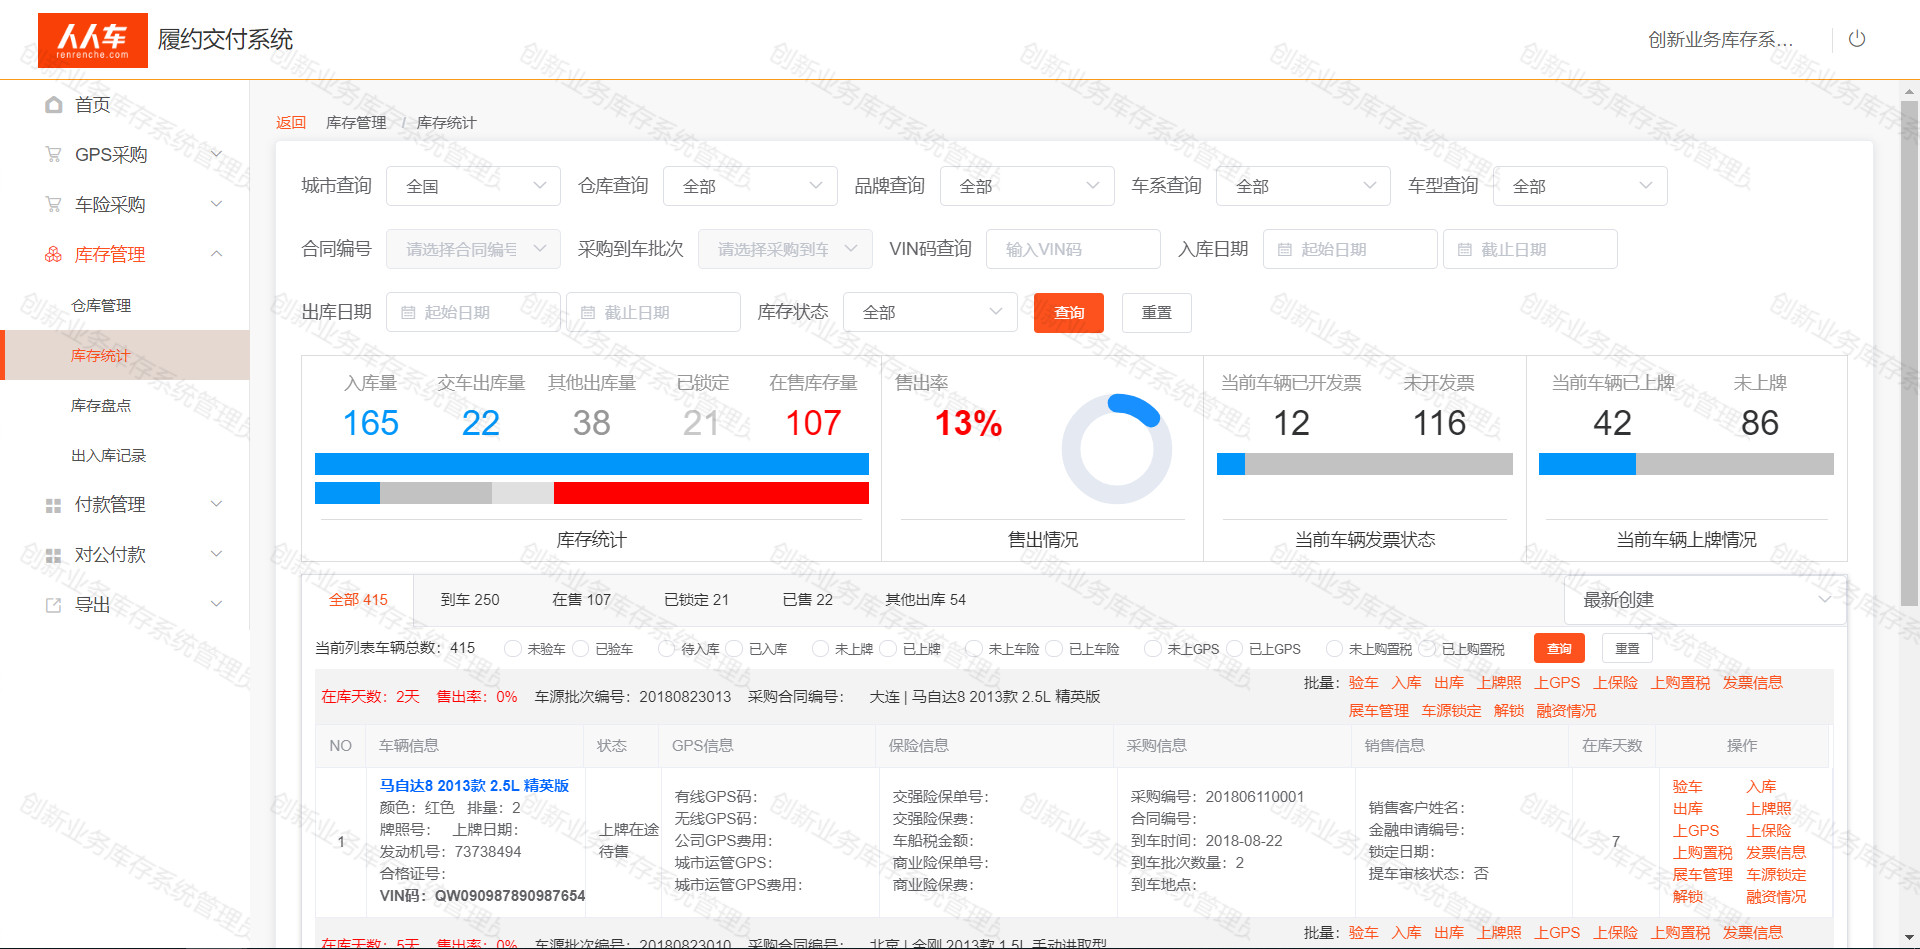 人人车 renrenche.com 履约交付系统 创新业务库存系...
首页
GPS采购
车险采购
库存管理
仓库管理
库存统计
库存盘点
出入库记录
付款管理
对公付款
导出
返回 库存管理 / 库存统计
城市查询 全国 仓库查询 全部 品牌查询 全部 车系查询 全部 车型查询 全部
合同编号 请选择合同编号 采购到车批次 请选择采购到车 VIN码查询 输入VIN码 入库日期 起始日期 截止日期
出库日期 起始日期 截止日期 库存状态 全部 查询 重置
入库量 交车出库量 其他出库量 已锁定 在售库存量 售出率 当前车辆已开发票 未开发票 当前车辆已上牌 未上牌
165 22 38 21 107 13% 12 116 42 86
库存统计 售出情况 当前车辆发票状态 当前车辆上牌情况
全部 415 到车 250 在售 107 已锁定 21 已售 22 其他出库 54 最新创建
当前列表车辆总数：415 未验车 已验车 待入库 已入库 未上牌 已上牌 未上车险 已上车险 未上GPS 已上GPS 未上购置税 已上购置税 查询 重置
在库天数：2天 售出率：0% 车源批次编号：20180823013 采购合同编号： 大连 | 马自达8 2013款 2.5L 精英版
批量：验车 入库 出库 上牌照 上GPS 上保险 上购置税 发票信息
展车管理 车源锁定 解锁 融资情况
NO 车辆信息 状态 GPS信息 保险信息 采购信息 销售信息 在库天数 操作
1
马自达8 2013款 2.5L 精英版
颜色：红色 排量：2
牌照号： 上牌日期：
发动机号：73738494
合格证号：
VIN码：QW090987890987654
上牌在途
待售
有线GPS码：
无线GPS码：
公司GPS费用：
城市运管GPS：
城市运管GPS费用：
交强险保单号：
交强险保费：
车船税金额：
商业险保单号：
商业险保费：
采购编号：201806110001
合同编号：
到车时间：2018-08-22
到车批次数量：2
到车地点：
销售客户姓名：
金融申请编号：
锁定日期：
提车审核状态：否
7
验车 入库
出库 上牌照
上GPS 上保险
上购置税 发票信息
展车管理 车源锁定
解锁 融资情况
在库天数：5天 售出率：0% 车源批次编号：20180823010 采购合同编号： 北京 | 金刚 2013款 1.5L 手动进取型
批量：验车 入库 出库 上牌照 上GPS 上保险 上购置税 发票信息
创新业务库存系统管理员